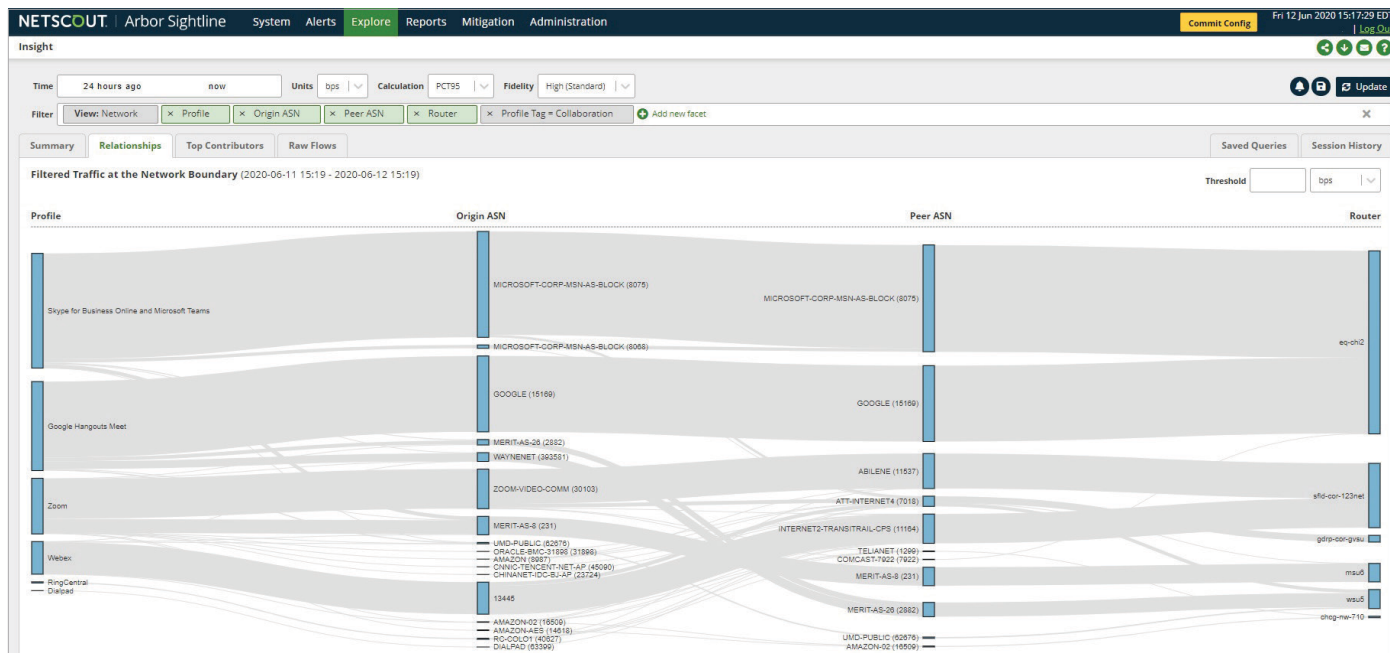 NETSCOUT. | Arbor Sightline System Alerts Explore Reports Mitigation Administration
Commit Config
Fri 12 Jun 2020 15:17:29 EDT
| Log Ou
Insight
Time 24 hours ago now Units bps Calculation PCT95 Fidelity High (Standard) Update
Filter View: Network × Profile × Origin ASN × Peer ASN × Router × Profile Tag = Collaboration Add new facet ×
Summary Relationships Top Contributors Raw Flows Saved Queries Session History
Filtered Traffic at the Network Boundary (2020-06-11 15:19 - 2020-06-12 15:19)
Threshold bps
Profile Origin ASN Peer ASN Router
Skype for Business Online and Microsoft Teams
Google Hangouts Meet
Zoom
Webex
RingCentral
Dialpad
MICROSOFT-CORP-MSN-AS-BLOCK (8075)
MICROSOFT-CORP-MSN-AS-BLOCK (8068)
GOOGLE (15169)
MERIT-AS-26 (2882)
WAYNENET (393581)
ZOOM-VIDEO-COMM (30103)
MERIT-AS-8 (231)
UMD-PUBLIC (62676)
ORACLE-BMC-31898 (31898)
AMAZON (8987)
CNNIC-TENCENT-NET-AP (45090)
CHINANET-IDC-BJ-AP (23724)
13445
AMAZON-02 (16509)
AMAZON-AES (14618)
RC-COLO1 (40627)
DIALPAD (63399)
MICROSOFT-CORP-MSN-AS-BLOCK (8075)
GOOGLE (15169)
ABILENE (11537)
ATT-INTERNET4 (7018)
INTERNET2-TRANSITRAIL-CPS (11164)
TELIANET (1299)
COMCAST-7922 (7922)
MERIT-AS-8 (231)
MERIT-AS-26 (2882)
UMD-PUBLIC (62676)
AMAZON-02 (16509)
eq-chi2
sfld-cor-123net
gdrp-cor-gvsu
msu6
wsu5
chcg-nw-710